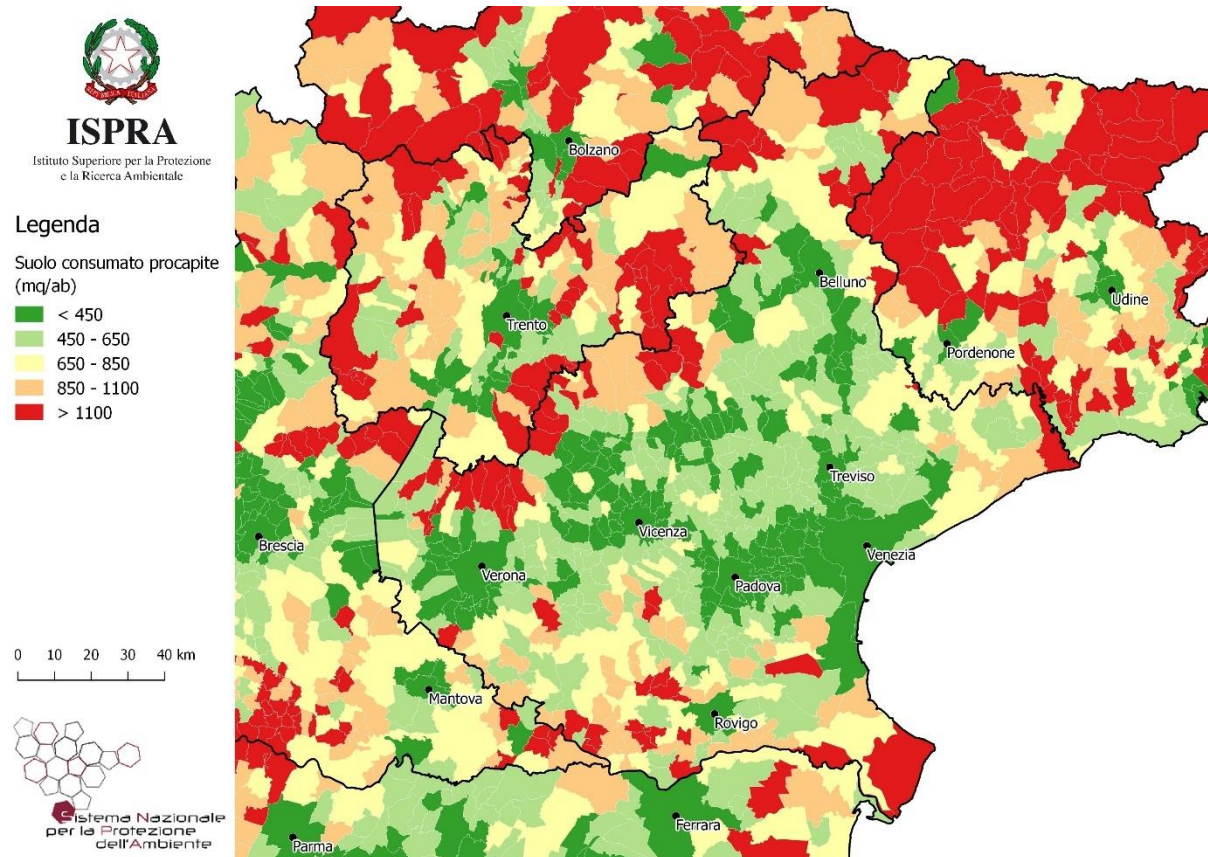 REPVBBLICA ITALIANA
ISPRA
Istituto Superiore per la Protezione
e la Ricerca Ambientale
Legenda
Suolo consumato procapite
(mq/ab)
< 450
450 - 650
650 - 850
850 - 1100
> 1100
0 10 20 30 40 km
Sistema Nazionale
per la Protezione
dell'Ambiente
Bolzano
Belluno
Udine
Trento
Pordenone
Treviso
Vicenza
Brescia
Venezia
Verona
Padova
Mantova
Rovigo
Ferrara
Parma